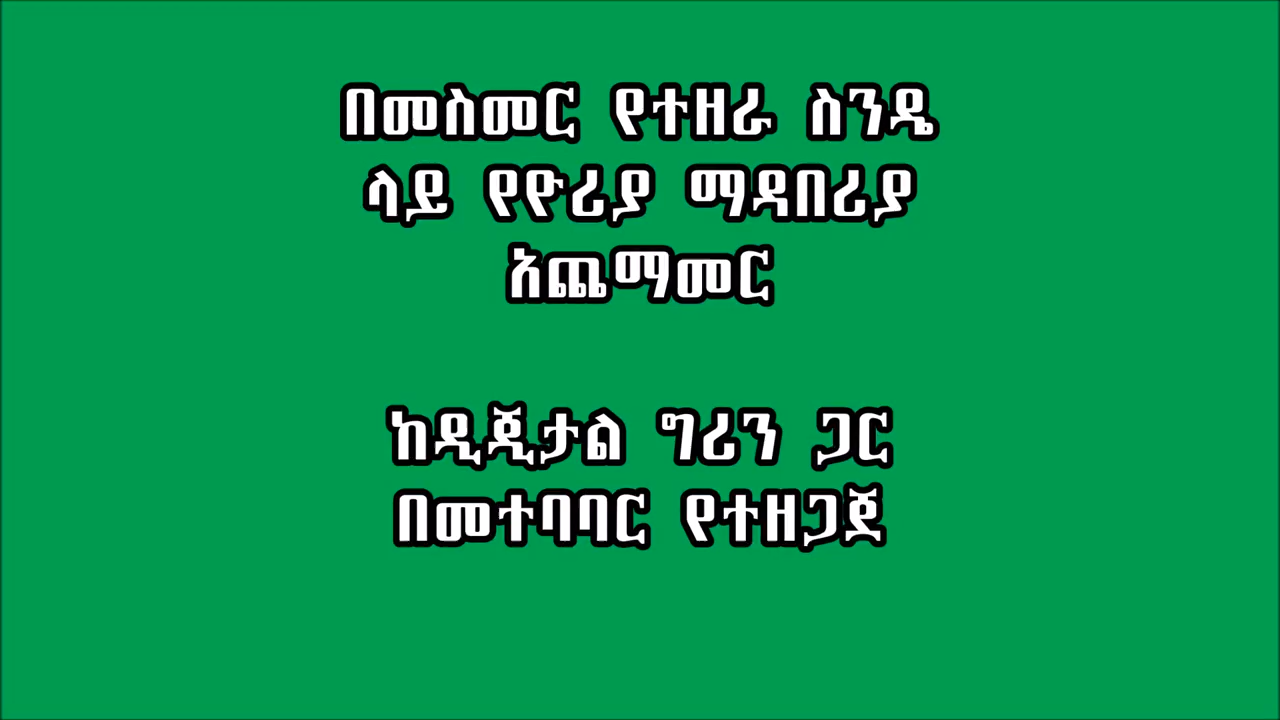 በመስመር የተዘራ ስንዴ
ላይ የዮሪያ ማዳበሪያ
አጨማመር
ከዲጂታል ግሪን ጋር
በመተባባር የተዘጋጀ